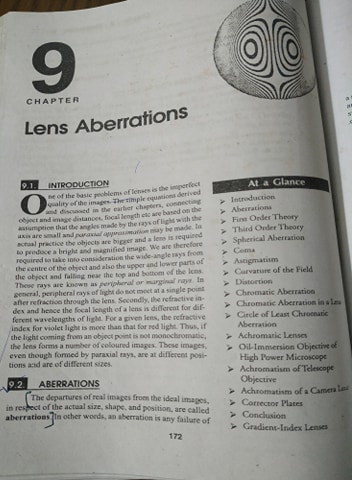 9
CHAPTER
Lens Aberrations
9.1. INTRODUCTION
One of the basic problems of lenses is the imperfect
quality of the images. The simple equations derived
and discussed in the earlier chapters, connecting
object and image distances, focal length etc are based on the
assumption that the angles made by the rays of light with the
axis are small and paraxial approximation may be made. In
actual practice the objects are bigger and a lens is required
to produce a bright and magnified image. We are therefore
required to take into consideration the wide-angle rays from
the centre of the object and also the upper and lower parts of
the object and falling near the top and bottom of the lens.
These rays are known as peripheral or marginal rays. In
general, peripheral rays of light do not meet at a single point
after refraction through the lens. Secondly, the refractive in-
dex and hence the focal length of a lens is different for dif-
ferent wavelengths of light. For a given lens, the refractive
index for violet light is more than that for red light. Thus, if
the light coming from an object point is not monochromatic,
the lens forms a number of coloured images. These images,
even though formed by paraxial rays, are at different posi-
tions and are of different sizes.
9.2. ABERRATIONS
The departures of real images from the ideal images,
in respect of the actual size, shape, and position, are called
aberrations. In other words, an aberration is any failure of
172
At a Glance
➤ Introduction
➤ Aberrations
➤ First Order Theory
➤ Third Order Theory
➤ Spherical Aberration
➤ Coma
➤ Astigmatism
➤ Curvature of the Field
➤ Distortion
➤ Chromatic Aberration
➤ Chromatic Aberration in a Lens
➤ Circle of Least Chromatic
Aberration
➤ Achromatic Lenses
➤ Oil-Immersion Objective of
High Power Microscope
➤ Achromatism of Telescope
Objective
➤ Achromatism of a Camera Lens
➤ Corrector Plates
➤ Conclusion
➤ Gradient-Index Lenses